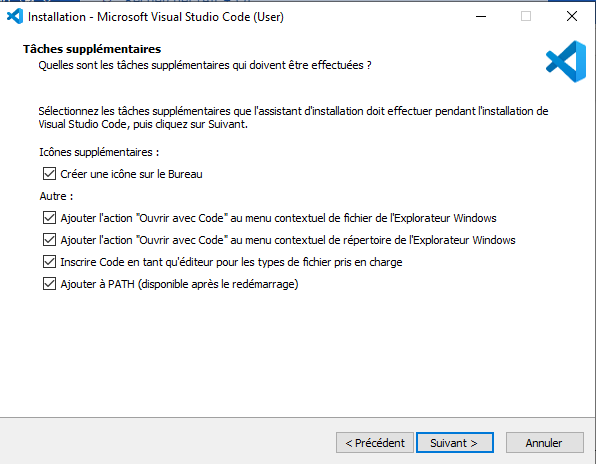 Installation - Microsoft Visual Studio Code (User)
Tâches supplémentaires
Quelles sont les tâches supplémentaires qui doivent être effectuées ?
Sélectionnez les tâches supplémentaires que l'assistant d'installation doit effectuer pendant l'installation de
Visual Studio Code, puis cliquez sur Suivant.
Icônes supplémentaires :
Créer une icône sur le Bureau
Autre :
Ajouter l'action "Ouvrir avec Code" au menu contextuel de fichier de l'Explorateur Windows
Ajouter l'action "Ouvrir avec Code" au menu contextuel de répertoire de l'Explorateur Windows
Inscrire Code en tant qu'éditeur pour les types de fichier pris en charge
Ajouter à PATH (disponible après le redémarrage)
< Précédent
Suivant >
Annuler